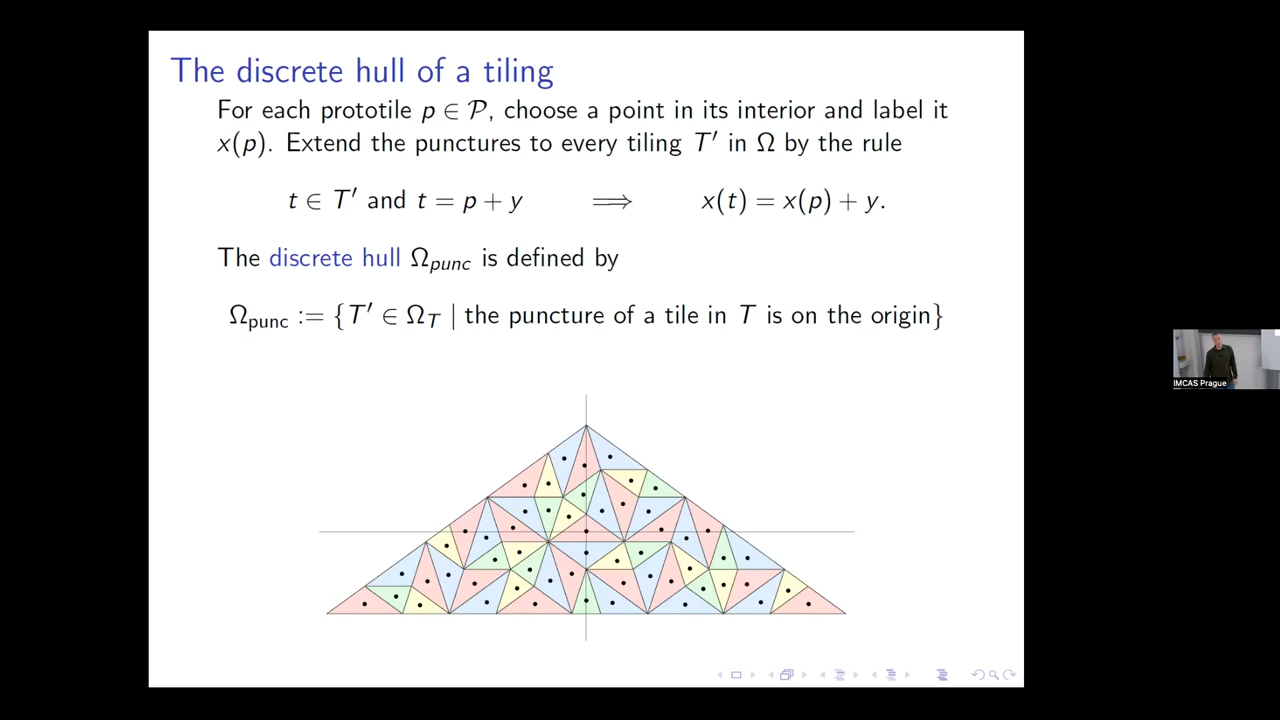 The discrete hull of a tiling
For each prototile p ∈ 𝒫, choose a point in its interior and label it
x(p). Extend the punctures to every tiling T′ in Ω by the rule
t ∈ T′ and t = p + y ⟹ x(t) = x(p) + y.
The discrete hull Ω_punc is defined by
Ω_punc := {T′ ∈ Ω_T | the puncture of a tile in T is on the origin}
IMCAS Prague